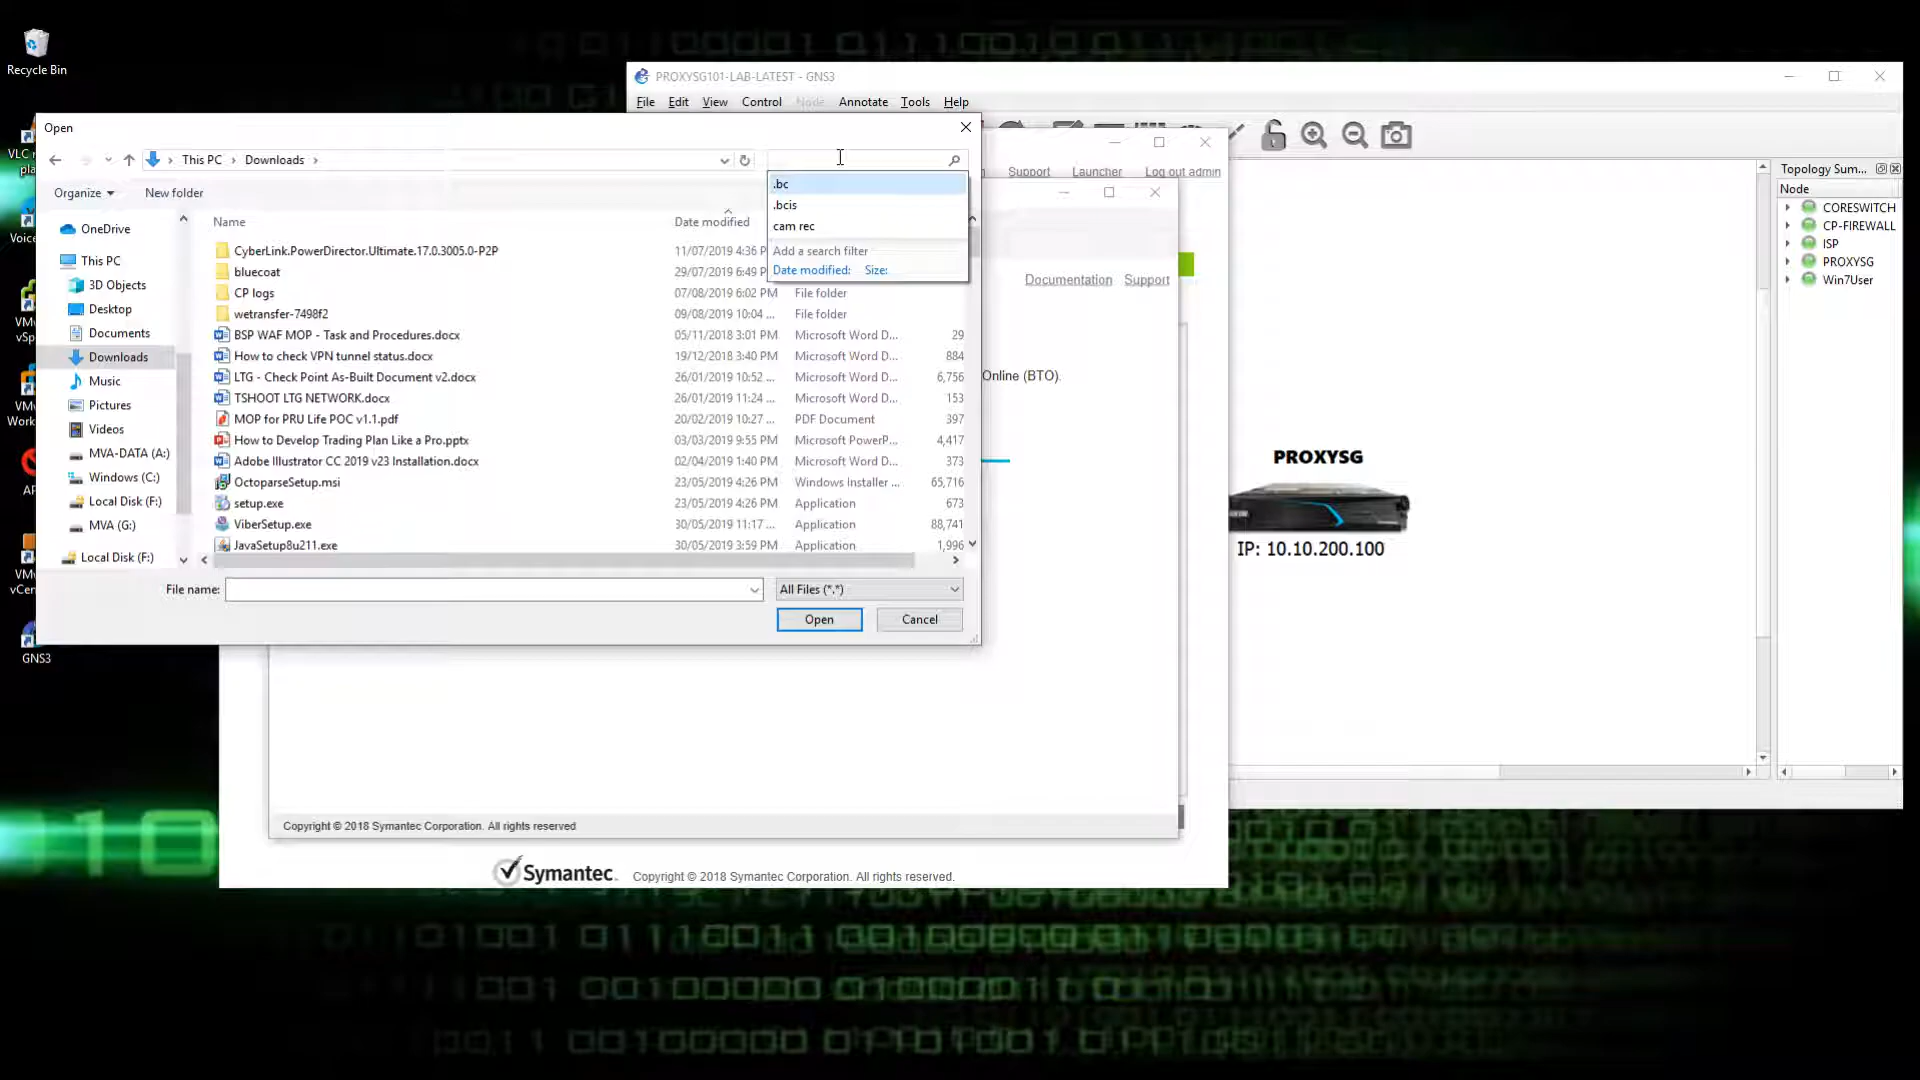 Recycle Bin
VLC
pla
Voice
VM
vSp
VM
Work
AP
VM
vCen
GNS3
PROXYSG101-LAB-LATEST - GNS3
File Edit View Control Node Annotate Tools Help
Open
This PC Downloads
Organize New folder
.bc
.bcis
cam rec
Add a search filter
Date modified: Size:
OneDrive
This PC
3D Objects
Desktop
Documents
Downloads
Music
Pictures
Videos
MVA-DATA (A:)
Windows (C:)
Local Disk (F:)
MVA (G:)
Local Disk (F:)
Name Date modified
CyberLink.PowerDirector.Ultimate.17.0.3005.0-P2P 11/07/2019 4:36 P
bluecoat 29/07/2019 6:49 P
CP logs 07/08/2019 6:02 PM File folder
wetransfer-7498f2 09/08/2019 10:04 ... File folder
BSP WAF MOP - Task and Procedures.docx 05/11/2018 3:01 PM Microsoft Word D... 29
How to check VPN tunnel status.docx 19/12/2018 3:40 PM Microsoft Word D... 884
LTG - Check Point As-Built Document v2.docx 26/01/2019 10:52 ... Microsoft Word D... 6,756
TSHOOT LTG NETWORK.docx 26/01/2019 11:24 ... Microsoft Word D... 153
MOP for PRU Life POC v1.1.pdf 20/02/2019 10:27 ... PDF Document 397
How to Develop Trading Plan Like a Pro.pptx 03/03/2019 9:55 PM Microsoft PowerP... 4,417
Adobe Illustrator CC 2019 v23 Installation.docx 02/04/2019 1:40 PM Microsoft Word D... 373
OctoparseSetup.msi 23/05/2019 4:26 PM Windows Installer ... 65,716
setup.exe 23/05/2019 4:26 PM Application 673
ViberSetup.exe 30/05/2019 11:17 ... Application 88,741
JavaSetup8u211.exe 30/05/2019 3:59 PM Application 1,996
File name: All Files (*.*)
Open Cancel
Support Launcher Log out admin
Documentation Support
Online (BTO).
Copyright © 2018 Symantec Corporation. All rights reserved
Symantec. Copyright © 2018 Symantec Corporation. All rights reserved.
PROXYSG
IP: 10.10.200.100
Topology Sum...
Node
CORESWITCH
CP-FIREWALL
ISP
PROXYSG
Win7User